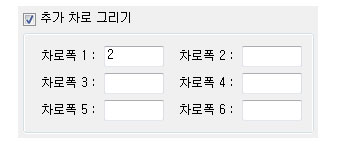 추가 차로 그리기
차로폭 1 : 2 차로폭 2 :
차로폭 3 : 차로폭 4 :
차로폭 5 : 차로폭 6 :